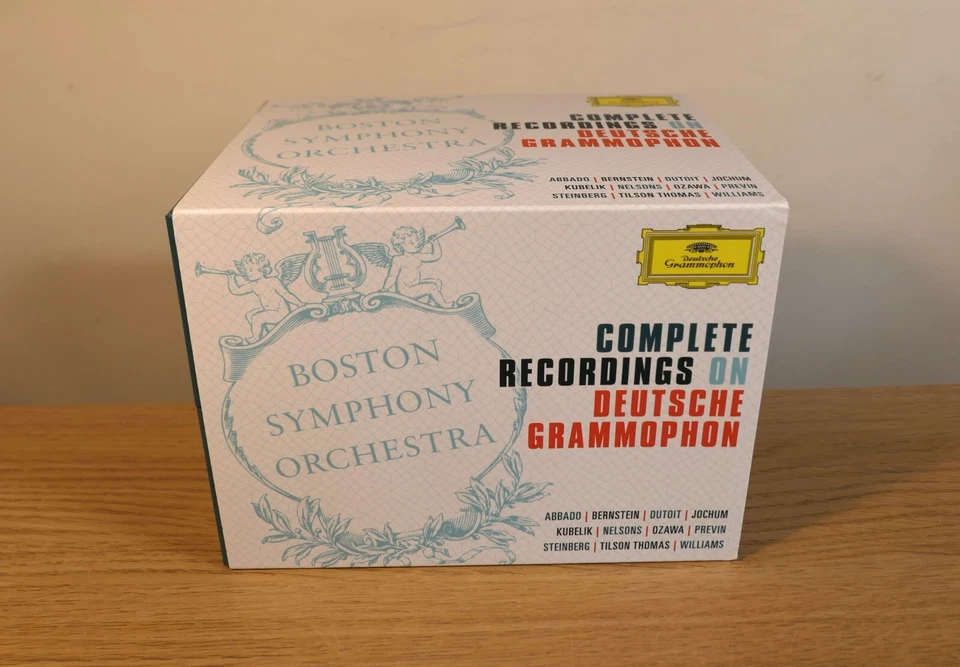 BOSTON
SYMPHONY
ORCHESTRA
COMPLETE
RECORDINGS ON
DEUTSCHE
GRAMMOPHON
ABBADO | BERNSTEIN | DUTOIT | JOCHUM
KUBELIK | NELSONS | OZAWA | PREVIN
STEINBERG | TILSON THOMAS | WILLIAMS
Deutsche
Grammophon
BOSTON
SYMPHONY
ORCHESTRA
COMPLETE
RECORDINGS ON
DEUTSCHE
GRAMMOPHON
ABBADO | BERNSTEIN | DUTOIT | JOCHUM
KUBELIK | NELSONS | OZAWA | PREVIN
STEINBERG | TILSON THOMAS | WILLIAMS